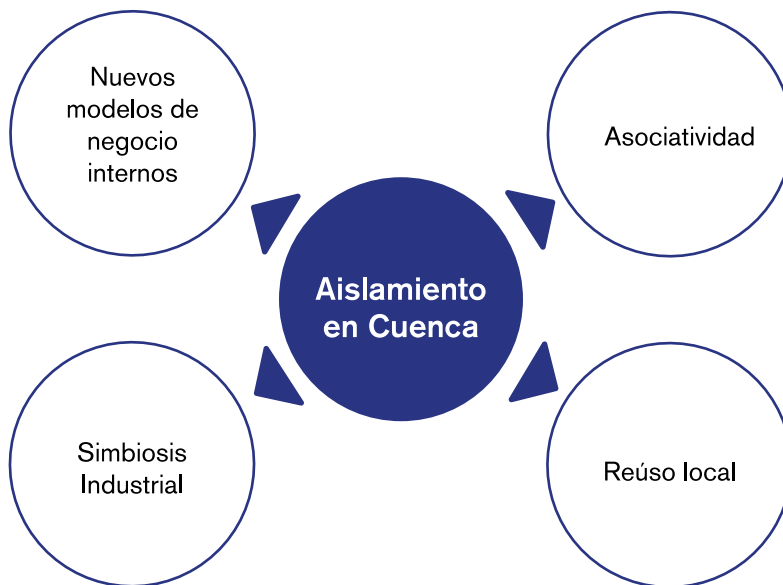 Nuevos
modelos de
negocio
internos
Asociatividad
Aislamiento
en Cuenca
Simbiosis
Industrial
Reúso local